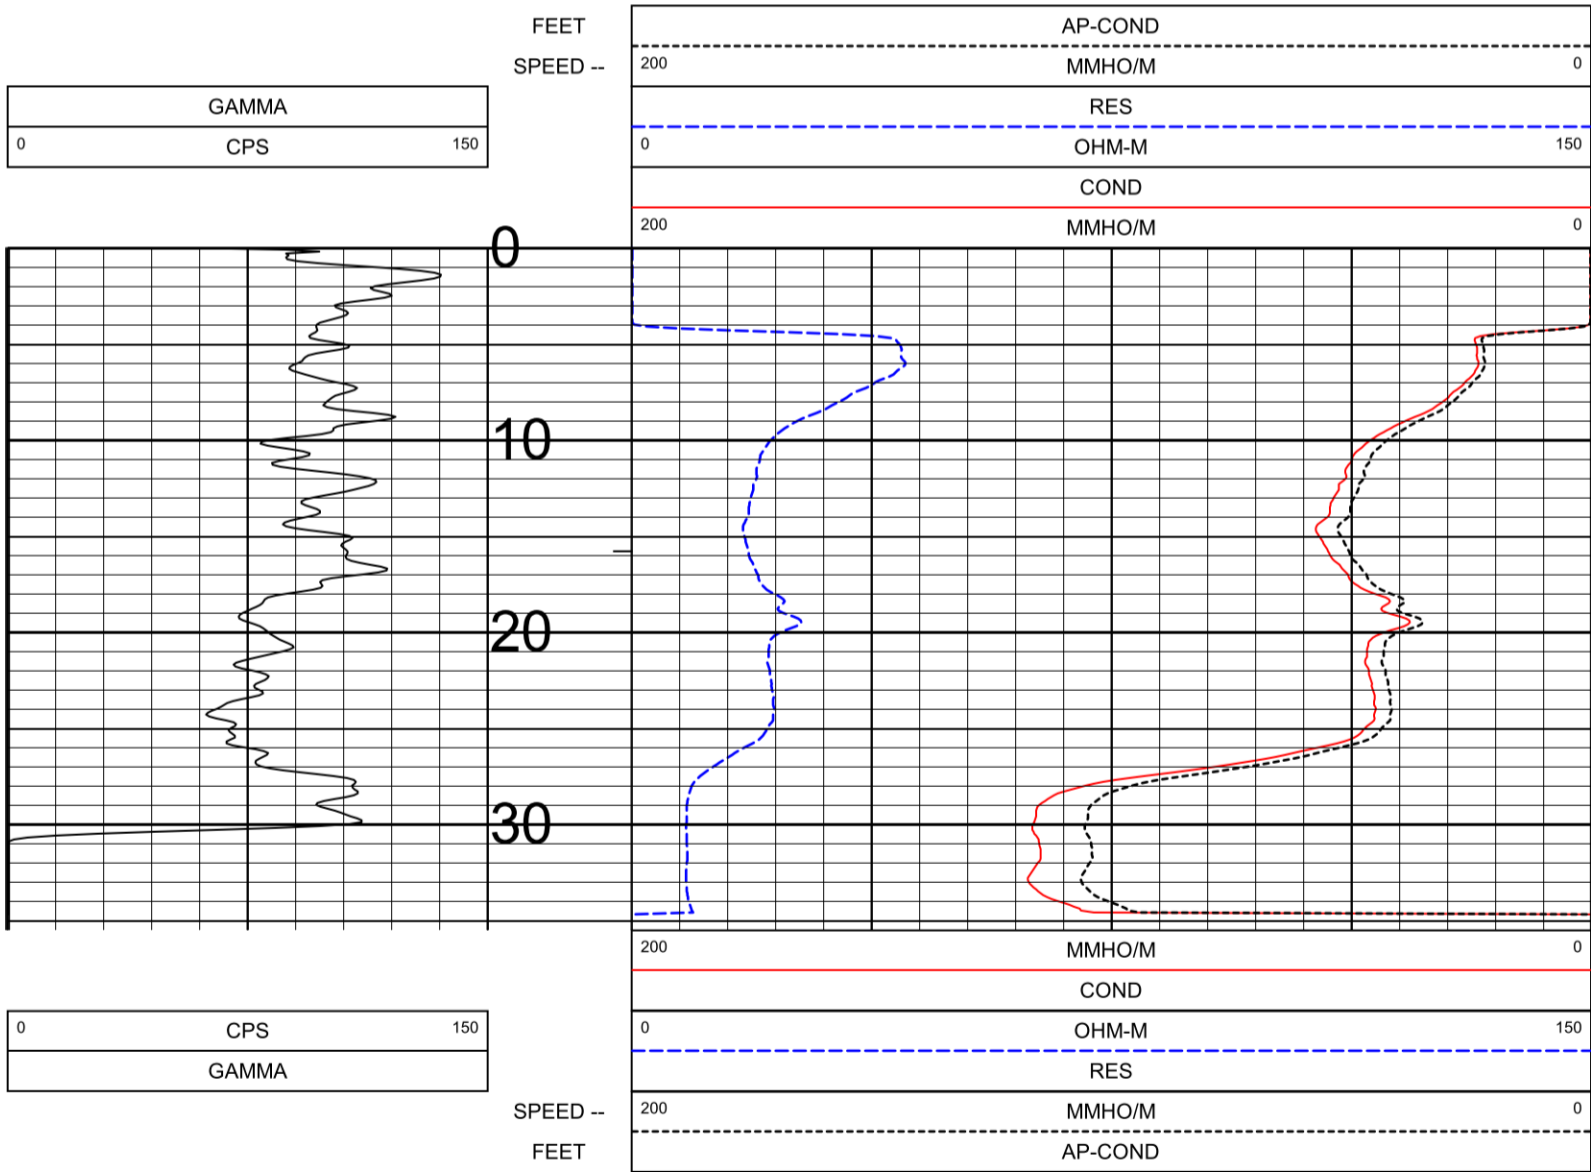 FEET AP-COND
SPEED -- 200 MMHO/M 0
GAMMA RES
0 CPS 150 0 OHM-M 150
COND
200 MMHO/M 0
0
10
20
30
200 MMHO/M 0
COND
0 CPS 150 0 OHM-M 150
GAMMA RES
SPEED -- 200 MMHO/M 0
FEET AP-COND